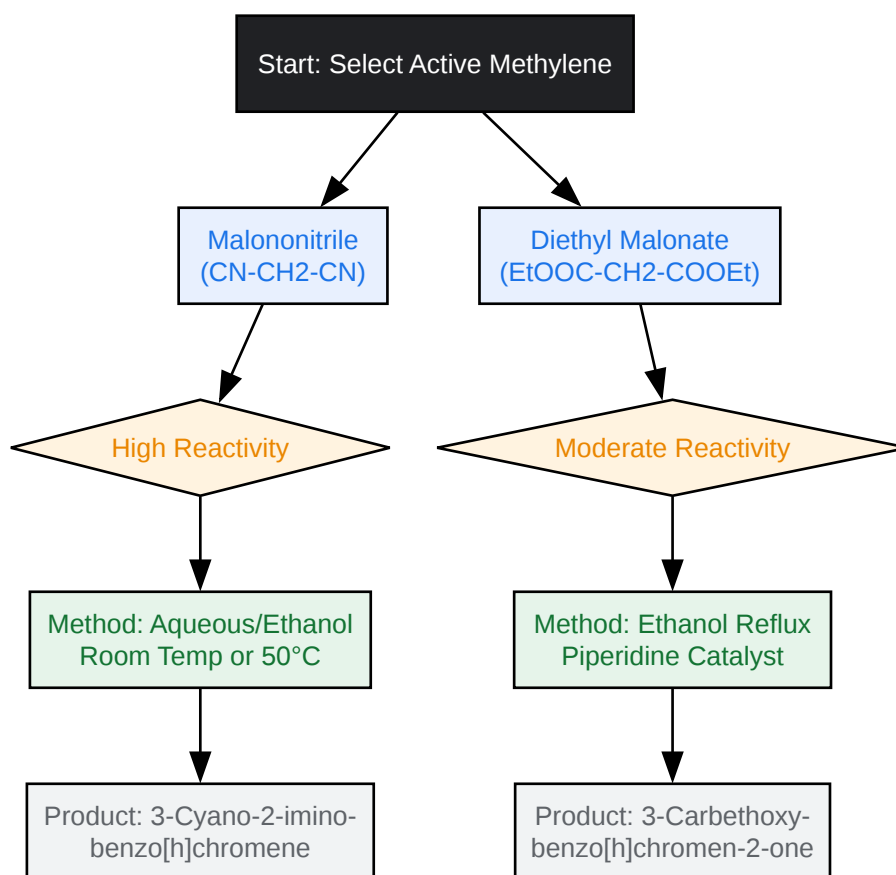 Start: Select Active Methylene
Malononitrile
(CN-CH2-CN)
Diethyl Malonate
(EtOOC-CH2-COOEt)
High Reactivity
Moderate Reactivity
Method: Aqueous/Ethanol
Room Temp or 50°C
Method: Ethanol Reflux
Piperidine Catalyst
Product: 3-Cyano-2-imino-
benzo[h]chromene
Product: 3-Carbethoxy-
benzo[h]chromen-2-one